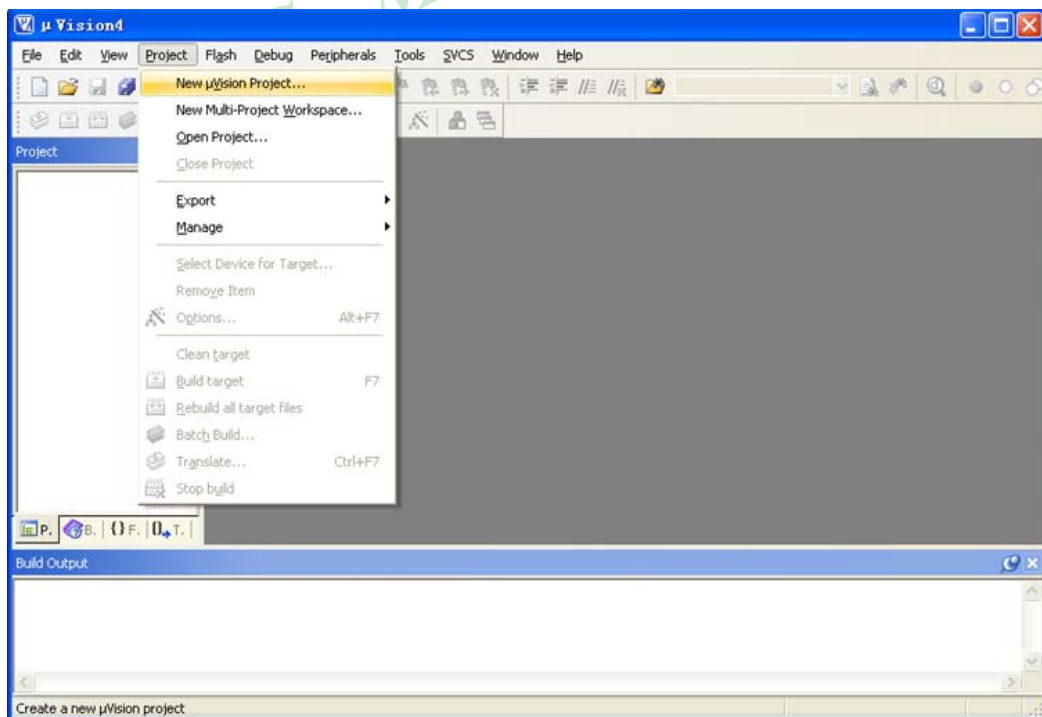 µVision4
File Edit View Project Flash Debug Peripherals Tools SVCS Window Help
New µVision Project...
New Multi-Project Workspace...
Open Project...
Close Project
Export
Manage
Select Device for Target...
Remove Item
Options... Alt+F7
Clean target
Build target F7
Rebuild all target files
Batch Build...
Translate... Ctrl+F7
Stop build
Project
P. B. {} F. 0 T.
Build Output
Create a new µVision project